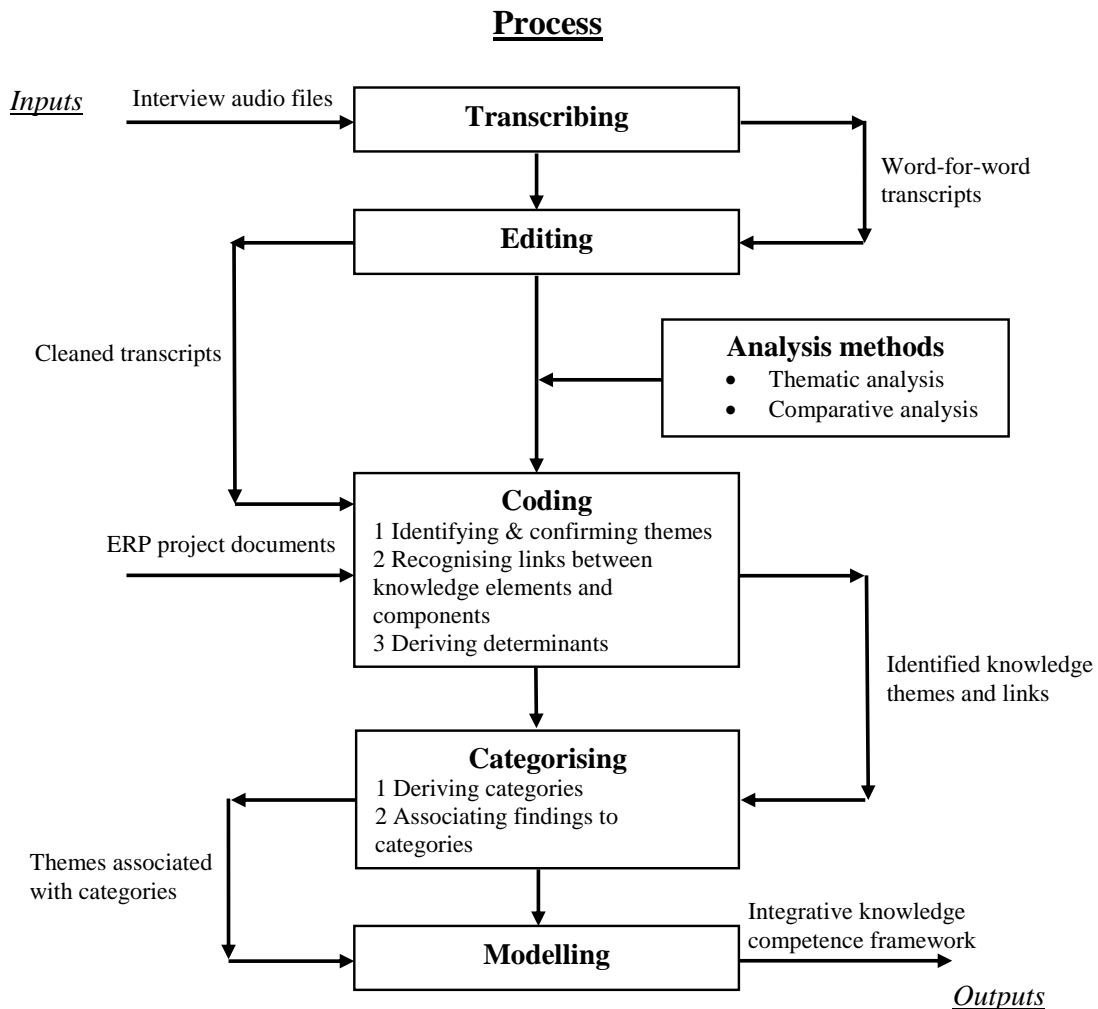 Process
Inputs
Interview audio files
Transcribing
Word-for-word
transcripts
Editing
Cleaned transcripts
Analysis methods
• Thematic analysis
• Comparative analysis
Coding
1 Identifying & confirming themes
2 Recognising links between
knowledge elements and
components
3 Deriving determinants
ERP project documents
Identified knowledge
themes and links
Categorising
1 Deriving categories
2 Associating findings to
categories
Themes associated
with categories
Modelling
Integrative knowledge
competence framework
Outputs